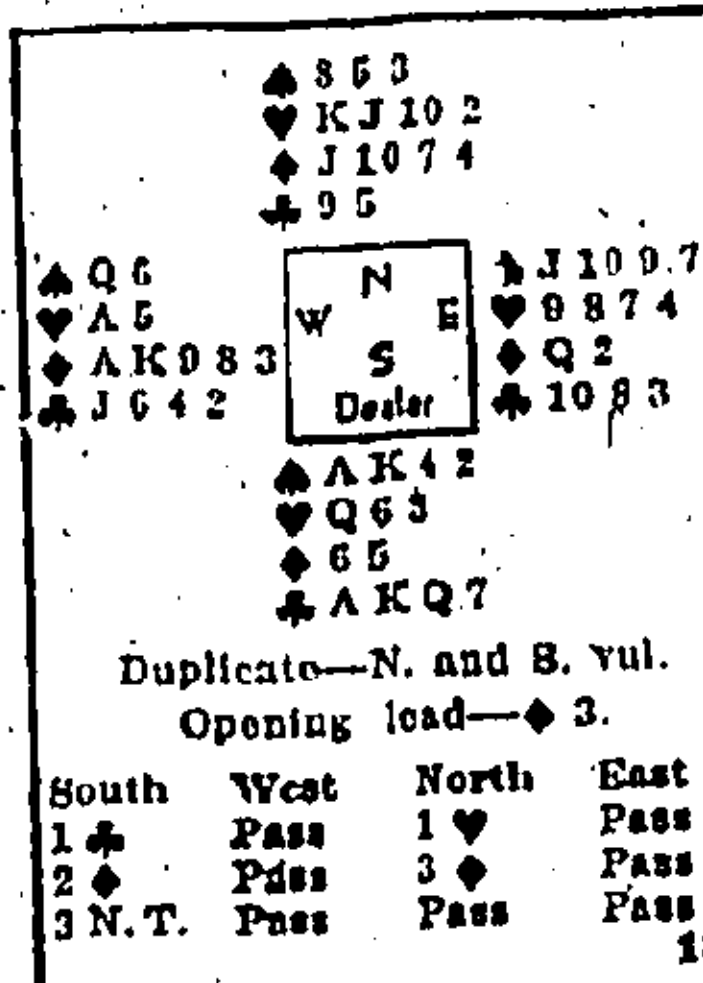 ♠ 8 5 3
♥ K J 10 2
♦ J 10 7 4
♣ 9 5
♠ Q 6
♥ A 5
♦ A K 9 8 3
♣ J 6 4 2
N
W E
S
Dealer
♠ J 10 9 7
♥ 9 8 7 4
♦ Q 2
♣ 10 8 3
♠ A K 4 2
♥ Q 6 3
♦ 6 5
♣ A K Q 7
Duplicate—N. and S. vul.
Opening lead—♦ 3.
South West North East
1 ♣ Pass 1 ♥ Pass
2 ♦ Pass 3 ♦ Pass
3 N.T. Pass Pass Pass